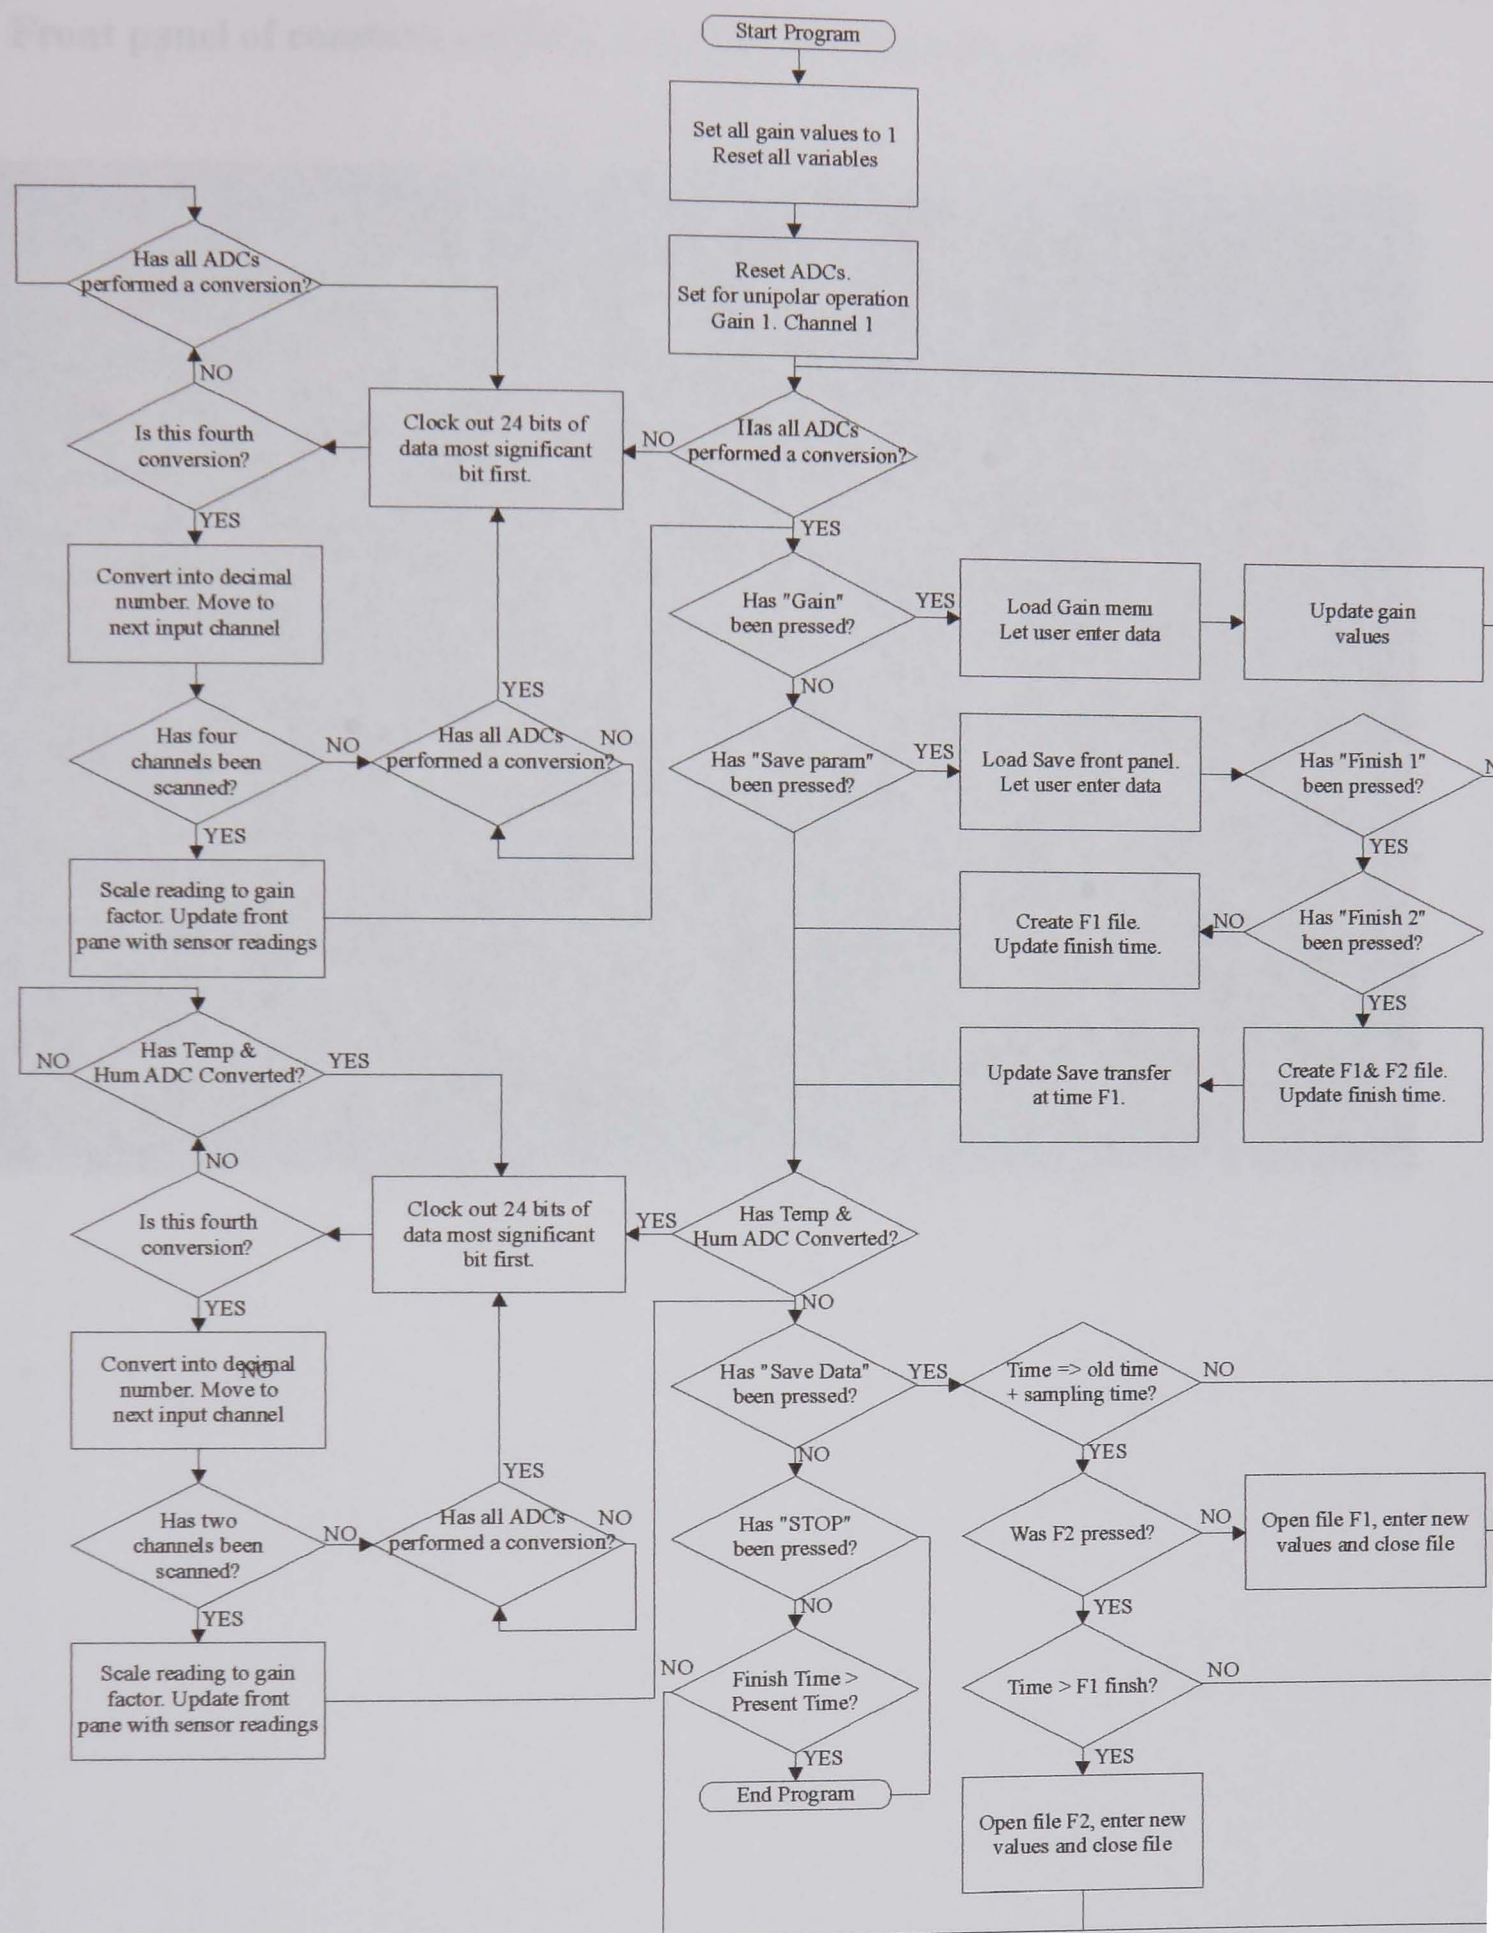 Front panel of
Start Program
Set all gain values to 1
Reset all variables
Reset ADCs.
Set for unipolar operation
Gain 1. Channel 1
Has all ADCs
performed a conversion?
NO
Is this fourth
conversion?
Clock out 24 bits of
data most significant
bit first.
NO
Has all ADCs
performed a conversion?
YES
YES
Convert into decimal
number. Move to
next input channel
Has "Gain"
been pressed?
YES
Load Gain menu
Let user enter data
Update gain
values
NO
YES
Has four
channels been
scanned?
NO
Has all ADCs
performed a conversion?
NO
Has "Save param"
been pressed?
YES
Load Save front panel.
Let user enter data
Has "Finish 1"
been pressed?
N
YES
YES
Scale reading to gain
factor. Update front
pane with sensor readings
Create F1 file.
Update finish time.
NO
Has "Finish 2"
been pressed?
YES
NO
Has Temp &
Hum ADC Converted?
YES
Update Save transfer
at time F1.
Create F1& F2 file.
Update finish time.
NO
Is this fourth
conversion?
Clock out 24 bits of
data most significant
bit first.
YES
Has Temp &
Hum ADC Converted?
YES
NO
Convert into decimal
NO
number. Move to
next input channel
Has "Save Data"
been pressed?
YES
Time => old time
+ sampling time?
NO
NO
YES
YES
Has two
channels been
scanned?
NO
Has all ADCs
performed a conversion?
NO
Has "STOP"
been pressed?
Was F2 pressed?
NO
Open file F1, enter new
values and close file
YES
NO
YES
Scale reading to gain
factor. Update front
pane with sensor readings
NO
Finish Time >
Present Time?
Time > F1 finsh?
NO
YES
YES
End Program
Open file F2, enter new
values and close file